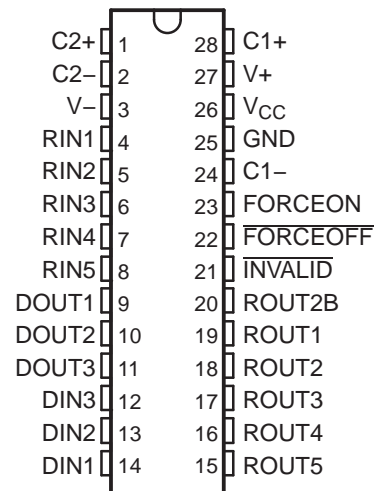 C2+ 1 28 C1+
C2− 2 27 V+
V− 3 26 VCC
RIN1 4 25 GND
RIN2 5 24 C1−
RIN3 6 23 FORCEON
RIN4 7 22 FORCEOFF
RIN5 8 21 INVALID
DOUT1 9 20 ROUT2B
DOUT2 10 19 ROUT1
DOUT3 11 18 ROUT2
DIN3 12 17 ROUT3
DIN2 13 16 ROUT4
DIN1 14 15 ROUT5